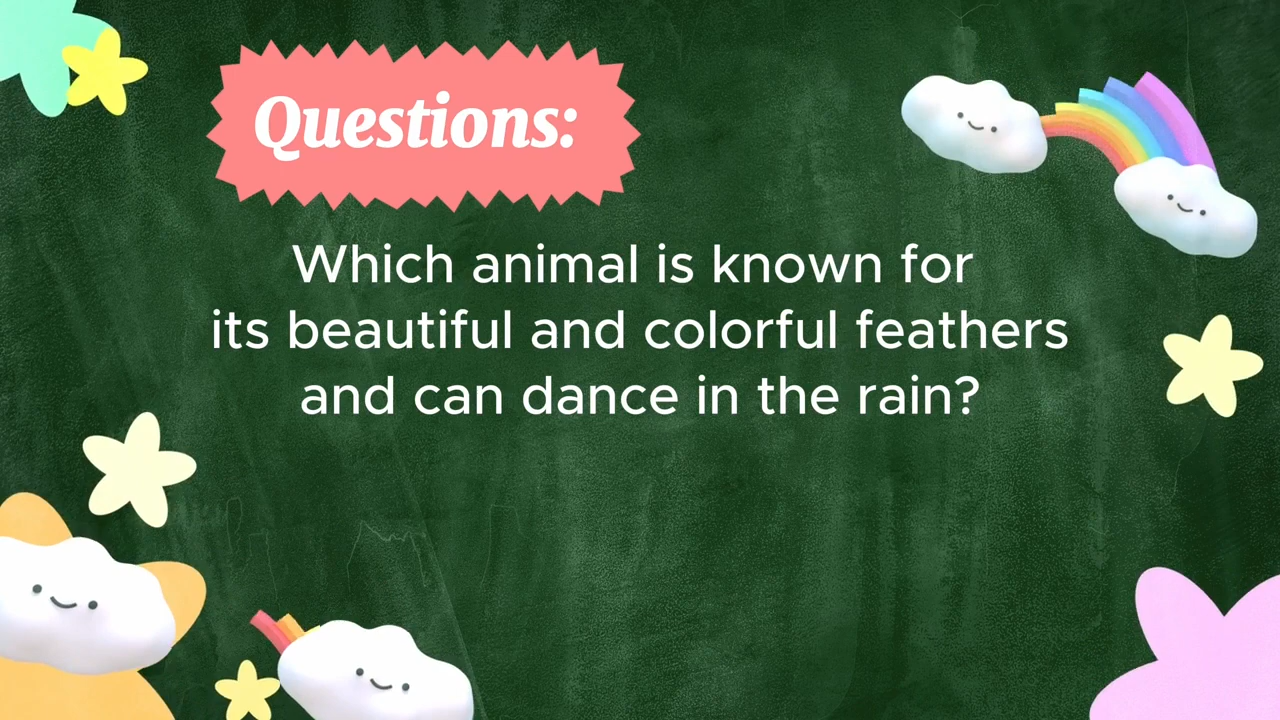 Questions:
Which animal is known for
its beautiful and colorful feathers
and can dance in the rain?